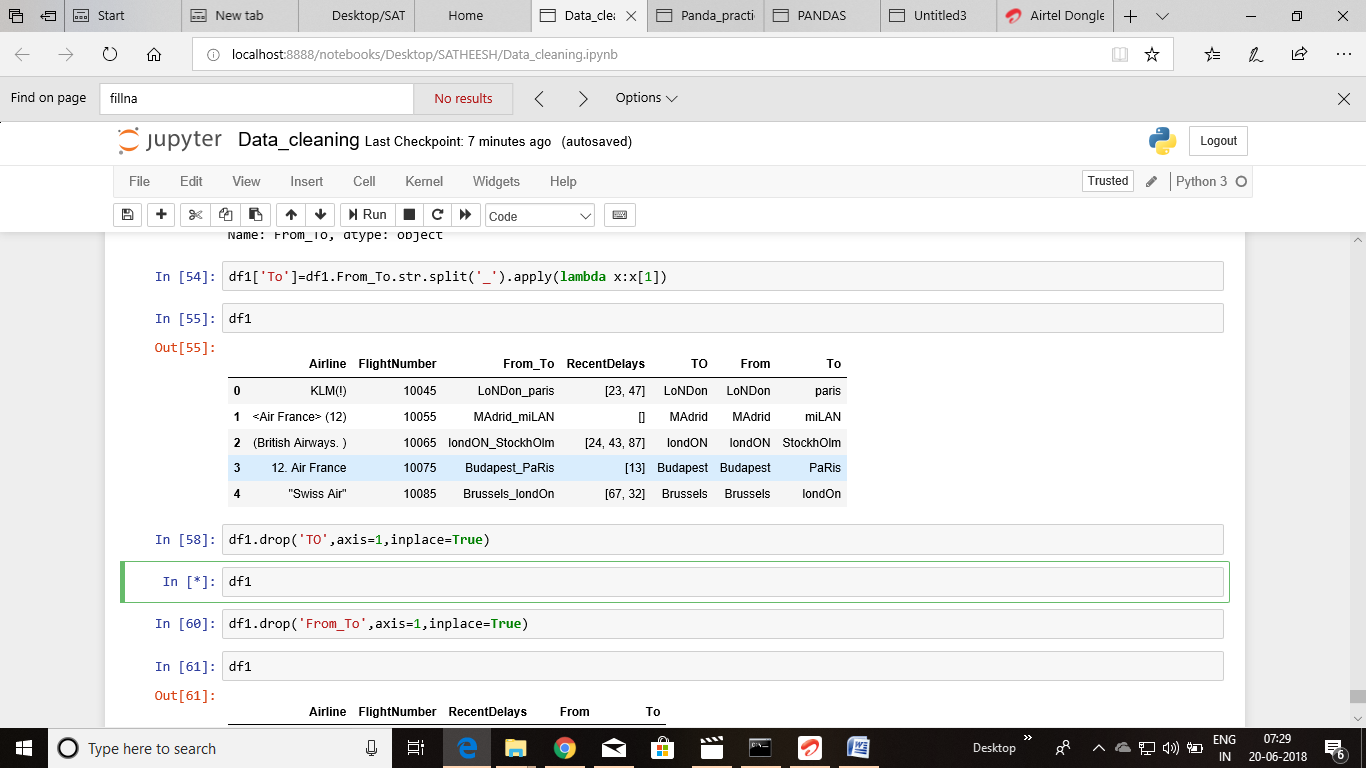 Start New tab Desktop/SAT Home Data_clea Panda_practi PANDAS Untitled3 Airtel Dongle
localhost:8888/notebooks/Desktop/SATHEESH/Data_cleaning.ipynb
Find on page fillna No results Options
jupyter Data_cleaning Last Checkpoint: 7 minutes ago (autosaved) Logout
File Edit View Insert Cell Kernel Widgets Help Trusted Python 3
Run Code
Name: From_To, dtype: object
In [54]: df1['To']=df1.From_To.str.split('_').apply(lambda x:x[1])
In [55]: df1
Out[55]:
Airline FlightNumber From_To RecentDelays TO From To
0 KLM(!) 10045 LoNDon_paris [23, 47] LoNDon LoNDon paris
1 <Air France> (12) 10055 MAdrid_miLAN [] MAdrid MAdrid miLAN
2 (British Airways. ) 10065 londON_StockhOlm [24, 43, 87] londON londON StockhOlm
3 12. Air France 10075 Budapest_PaRis [13] Budapest Budapest PaRis
4 "Swiss Air" 10085 Brussels_londOn [67, 32] Brussels Brussels londOn
In [58]: df1.drop('TO',axis=1,inplace=True)
In [*]: df1
In [60]: df1.drop('From_To',axis=1,inplace=True)
In [61]: df1
Out[61]:
Airline FlightNumber RecentDelays From To
Type here to search Desktop ENG 07:29
IN 20-06-2018 6